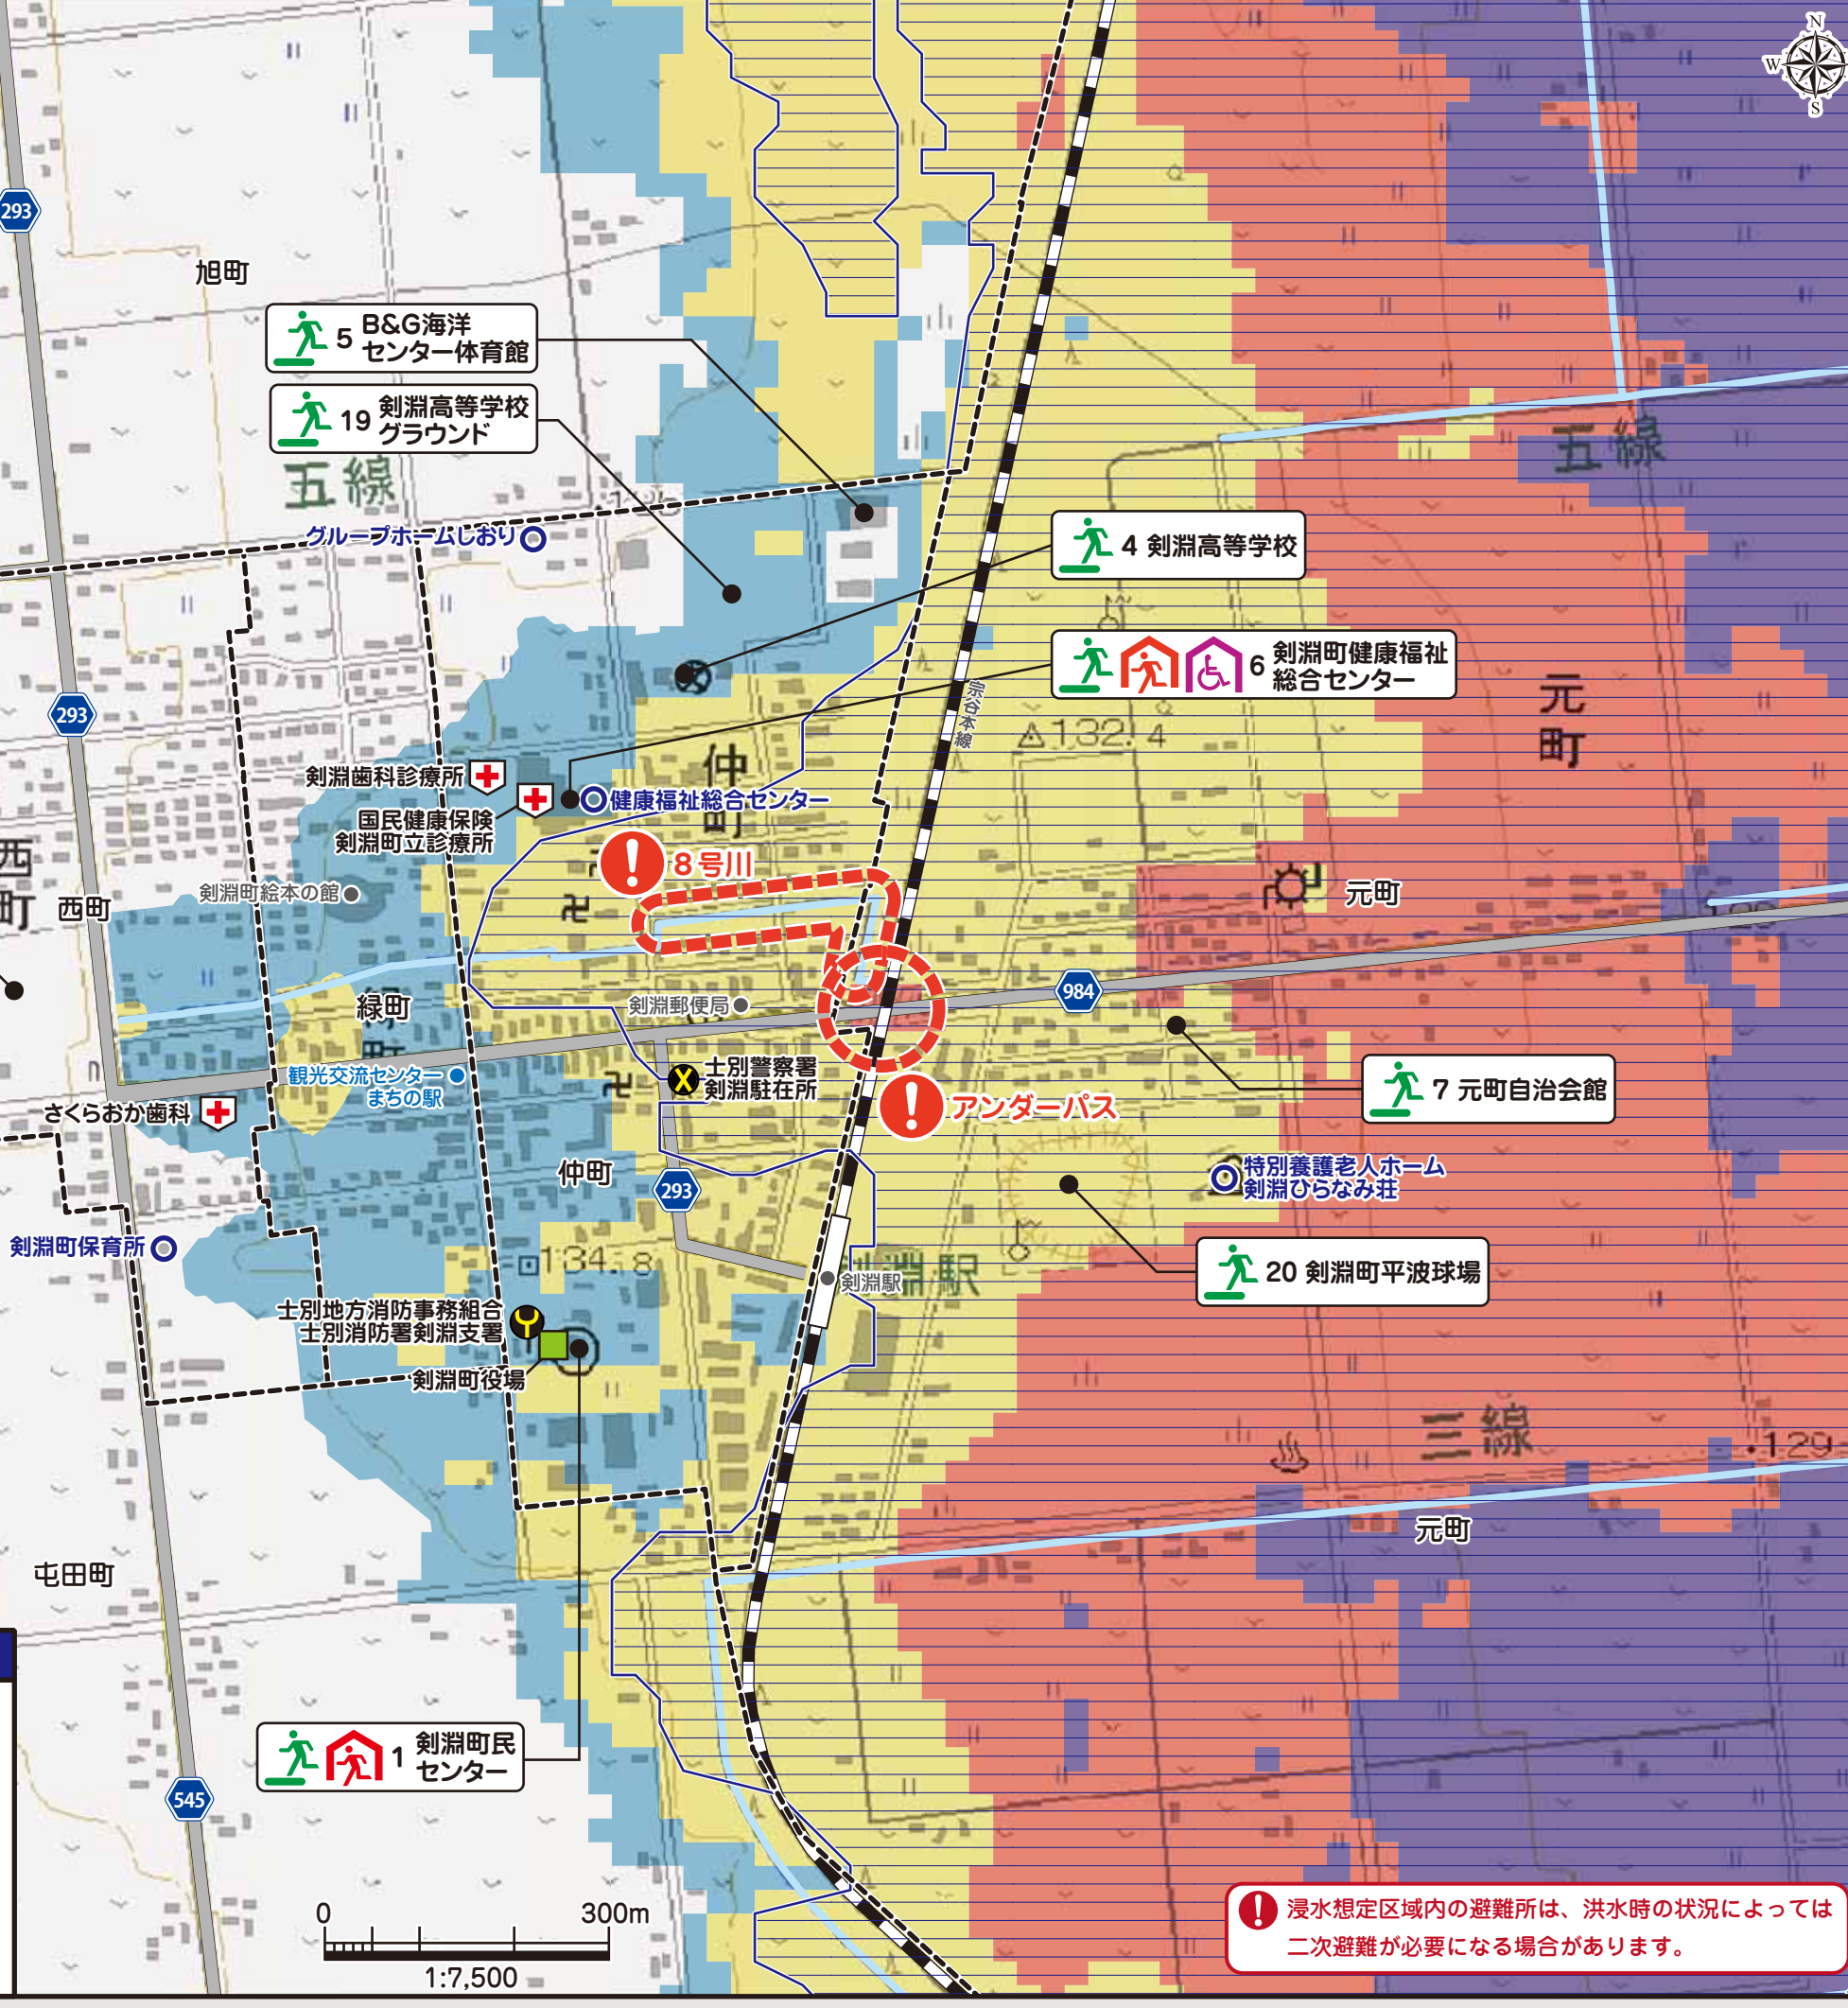 N
W
S
293
旭町
5 B&G海洋
センター体育館
19 剣淵高等学校
グラウンド
五線
五線
グループホームしおり
4 剣淵高等学校
6 剣淵町健康福祉
総合センター
宗谷本線
132.4
元町
293
仲町
剣淵歯科診療所
国民健康保険
剣淵町立診療所
健康福祉総合センター
8号川
剣淵町絵本の館
西町
西町
元町
緑町
剣淵郵便局
984
観光交流センター
まちの駅
士別警察署
剣淵駐在所
アンダーパス
7 元町自治会館
さくらおか歯科
仲町
293
特別養護老人ホーム
剣淵ひらなみ荘
剣淵町保育所
134.8
剣淵駅
剣淵駅
20 剣淵町平波球場
士別地方消防事務組合
士別消防署剣淵支署
剣淵町役場
三線
129
元町
屯田町
1 剣淵町民
センター
545
0 300m
1:7,500
浸水想定区域内の避難所は、洪水時の状況によっては
二次避難が必要になる場合があります。